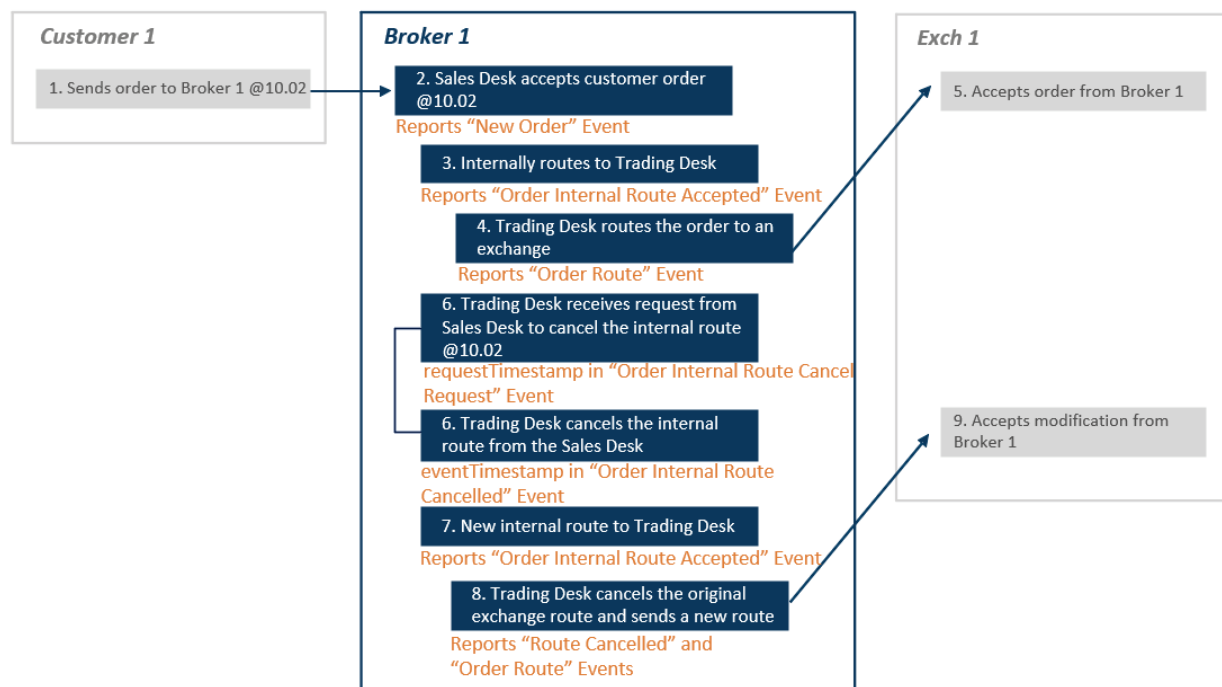 Customer 1
1. Sends order to Broker 1 @10.02
Broker 1
2. Sales Desk accepts customer order
@10.02
Reports “New Order” Event
3. Internally routes to Trading Desk
Reports “Order Internal Route Accepted” Event
4. Trading Desk routes the order to an
exchange
Reports “Order Route” Event
6. Trading Desk receives request from
Sales Desk to cancel the internal route
@10.02
requestTimestamp in “Order Internal Route Cancel
Request” Event
6. Trading Desk cancels the internal
route from the Sales Desk
eventTimestamp in “Order Internal Route
Cancelled” Event
7. New internal route to Trading Desk
Reports “Order Internal Route Accepted” Event
8. Trading Desk cancels the original
exchange route and sends a new route
Reports “Route Cancelled” and
“Order Route” Events
Exch 1
5. Accepts order from Broker 1
9. Accepts modification from
Broker 1